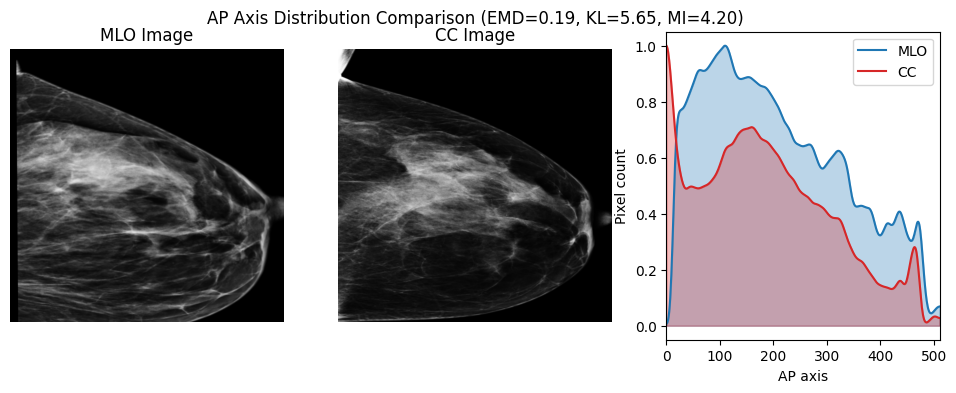 AP Axis Distribution Comparison (EMD=0.19, KL=5.65, MI=4.20)
MLO Image
CC Image
MLO
CC
Pixel count
1.0
0.8
0.6
0.4
0.2
0.0
0 100 200 300 400 500
AP axis